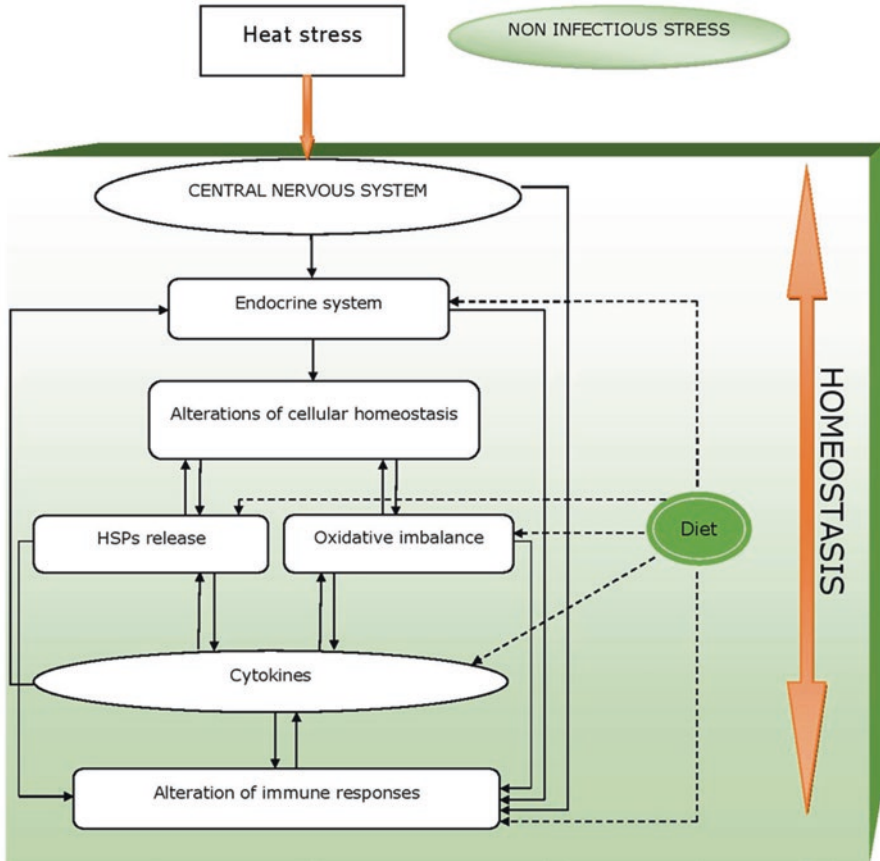 Heat stress
NON INFECTIOUS STRESS
CENTRAL NERVOUS SYSTEM
Endocrine system
Alterations of cellular homeostasis
HSPs release
Oxidative imbalance
Diet
Cytokines
Alteration of immune responses
HOMEOSTASIS